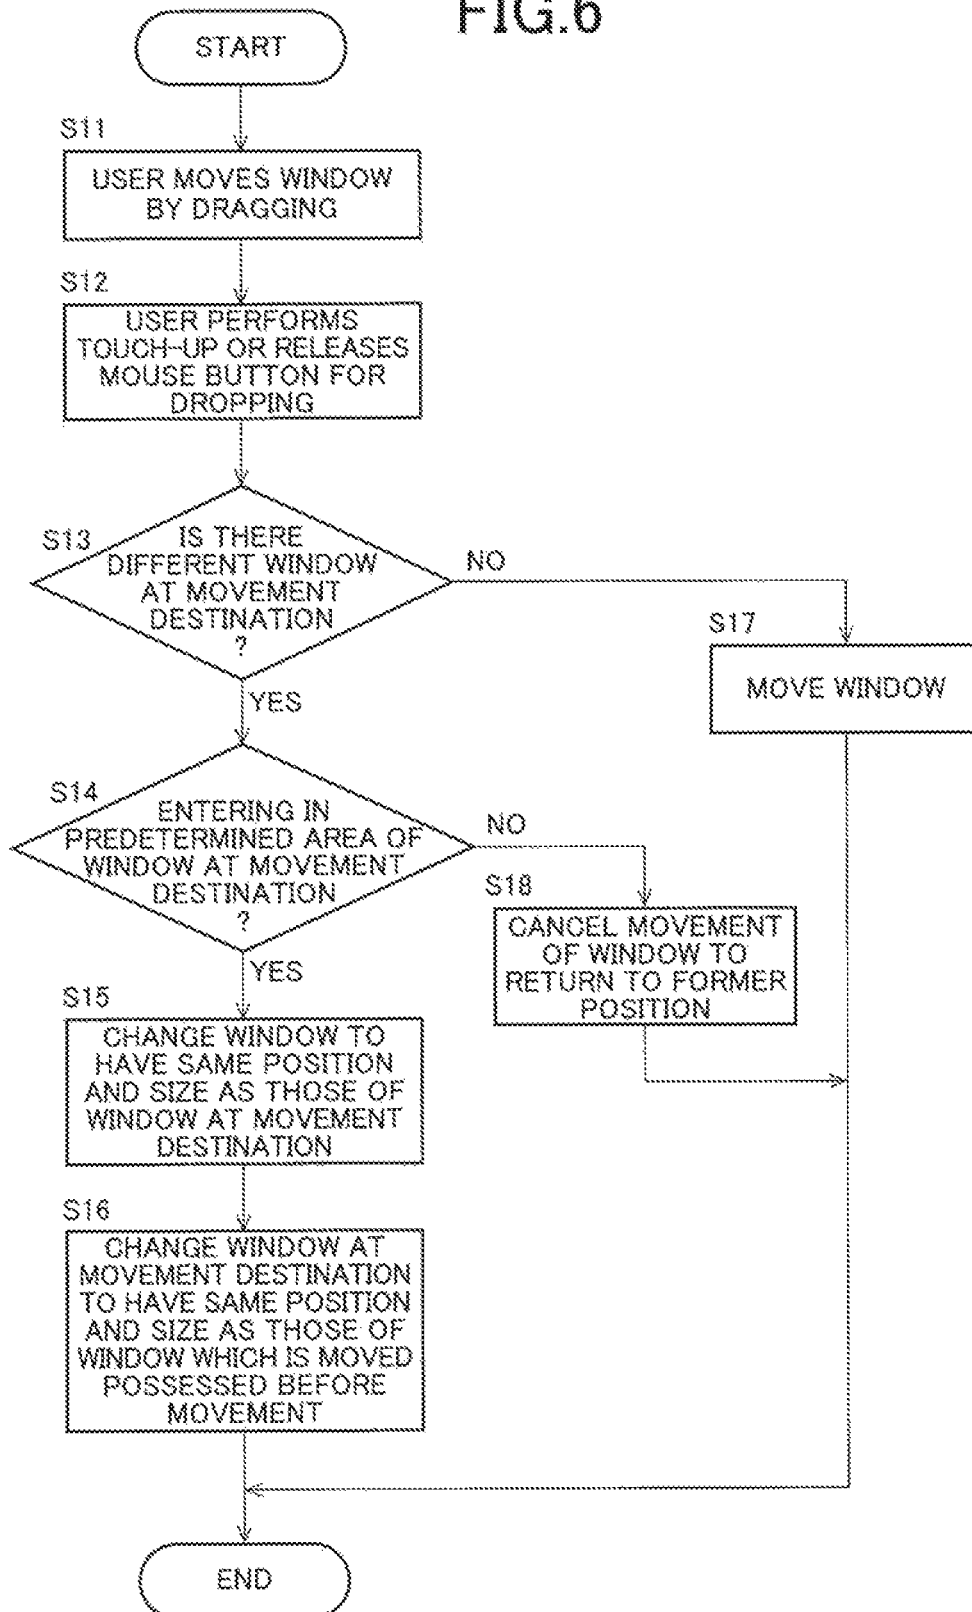 FIG.6
START
S11
USER MOVES WINDOW
BY DRAGGING
S12
USER PERFORMS
TOUCH-UP OR RELEASES
MOUSE BUTTON FOR
DROPPING
S13
IS THERE
DIFFERENT WINDOW
AT MOVEMENT
DESTINATION
?
NO
YES
S17
MOVE WINDOW
S14
ENTERING IN
PREDETERMINED AREA OF
WINDOW AT MOVEMENT
DESTINATION
?
NO
YES
S18
CANCEL MOVEMENT
OF WINDOW TO
RETURN TO FORMER
POSITION
S15
CHANGE WINDOW TO
HAVE SAME POSITION
AND SIZE AS THOSE OF
WINDOW AT MOVEMENT
DESTINATION
S16
CHANGE WINDOW AT
MOVEMENT DESTINATION
TO HAVE SAME POSITION
AND SIZE AS THOSE OF
WINDOW WHICH IS MOVED
POSSESSED BEFORE
MOVEMENT
END